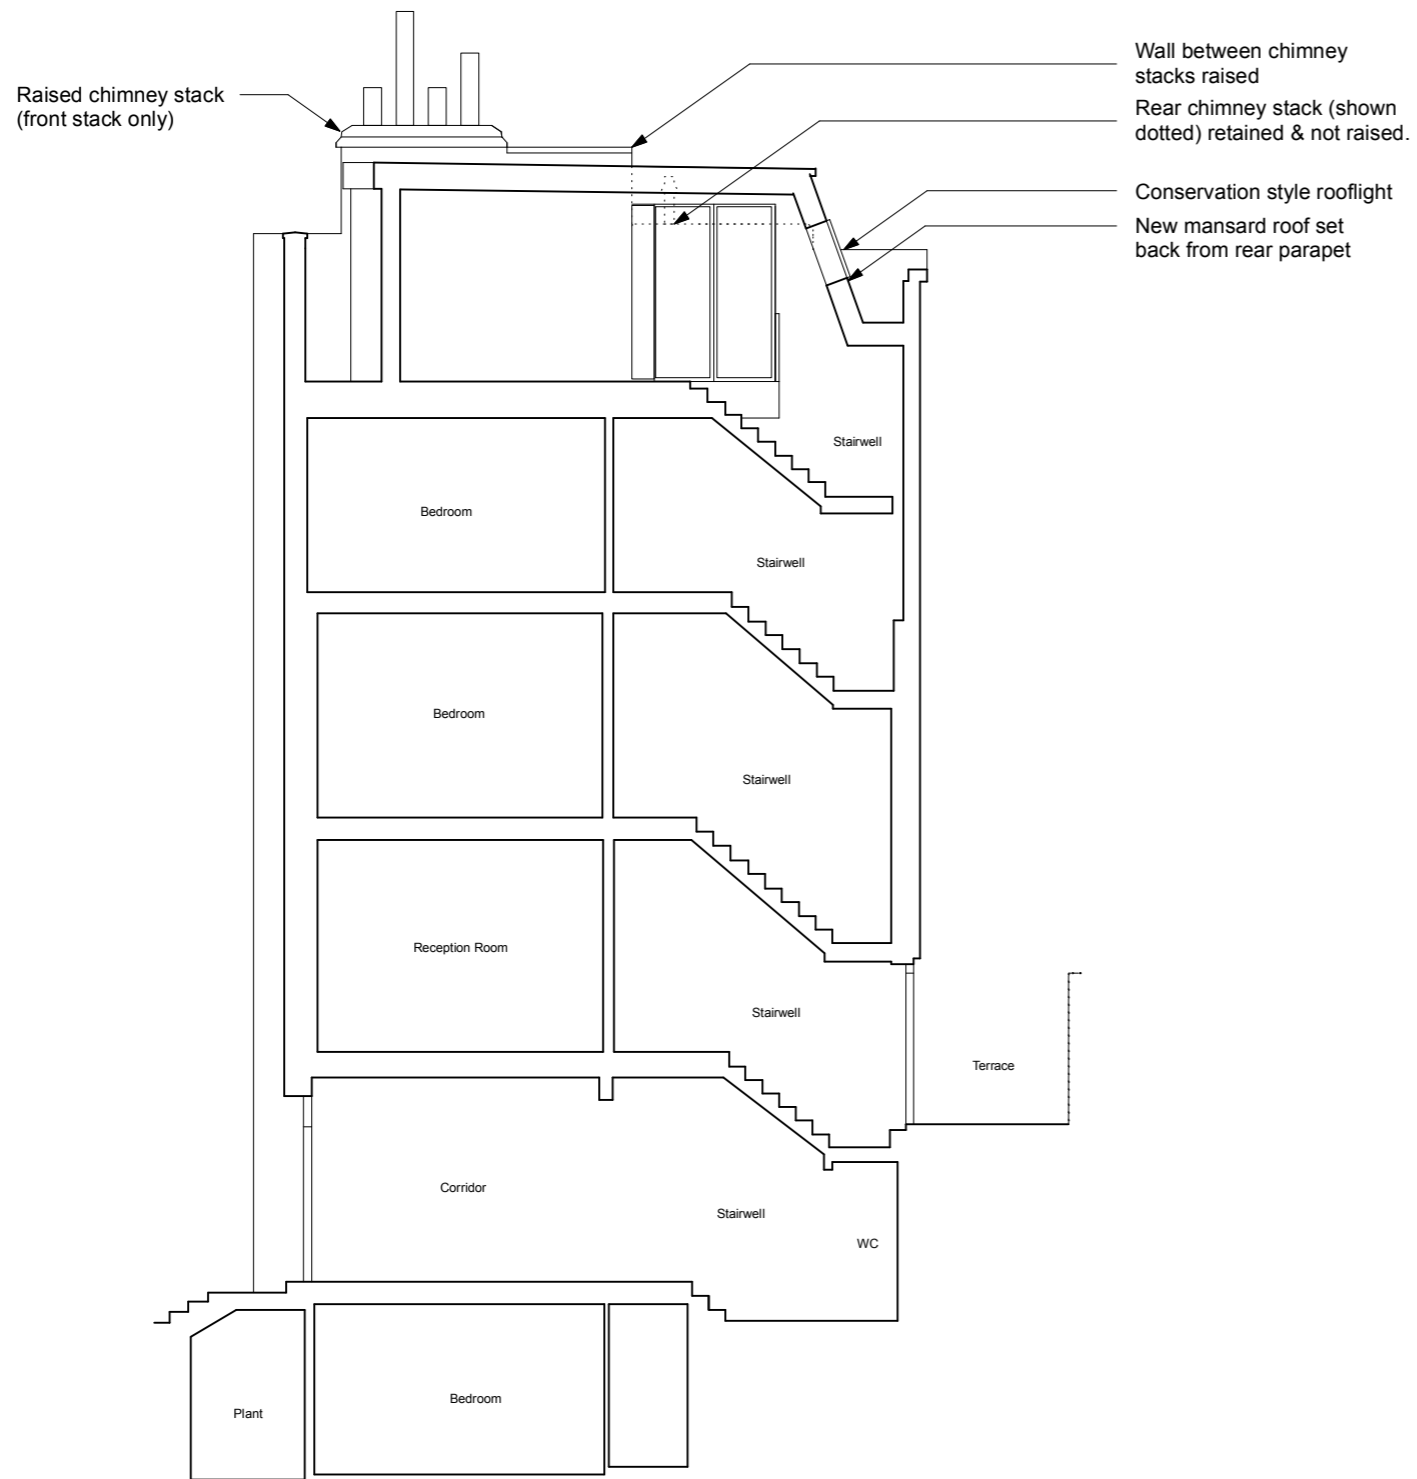 Raised chimney stack
(front stack only)
Wall between chimney
stacks raised
Rear chimney stack (shown
dotted) retained & not raised.
Conservation style rooflight
New mansard roof set
back from rear parapet
Stairwell
Bedroom
Stairwell
Bedroom
Stairwell
Reception Room
Stairwell
Terrace
Corridor
Stairwell
WC
Bedroom
Plant